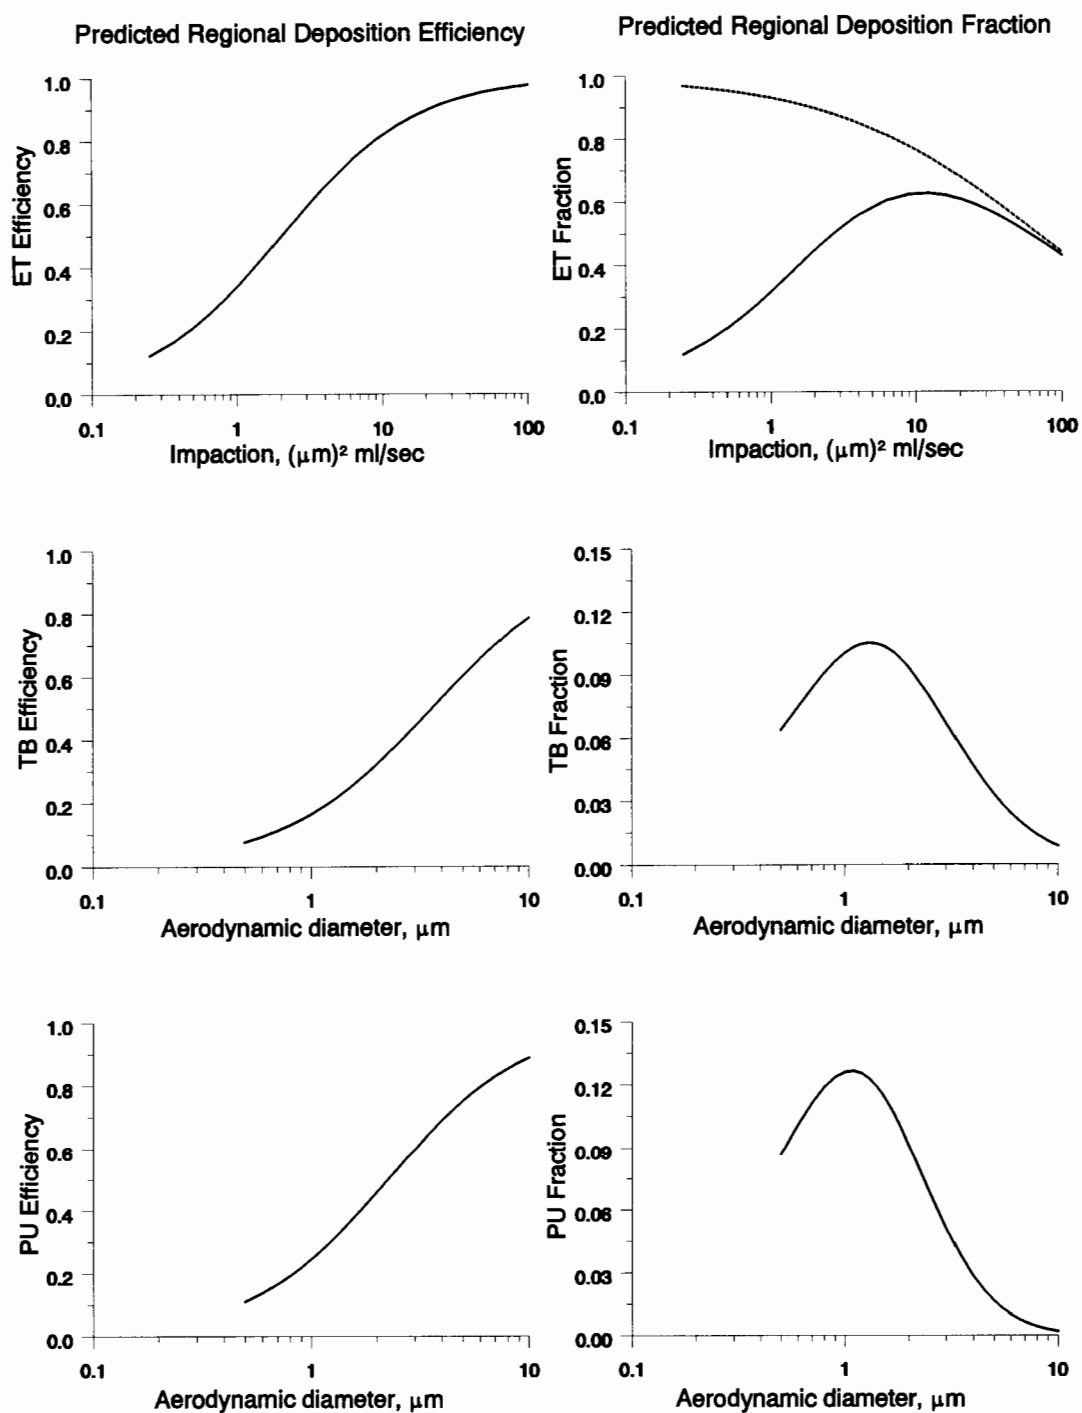 Predicted Regional Deposition Efficiency
Predicted Regional Deposition Fraction
1.0
0.8
0.6
0.4
0.2
0.0
ET Efficiency
0.1 1 10 100
Impaction, (μm)² ml/sec
1.0
0.8
0.6
0.4
0.2
0.0
ET Fraction
0.1 1 10 100
Impaction, (μm)² ml/sec
1.0
0.8
0.6
0.4
0.2
0.0
TB Efficiency
0.1 1 10
Aerodynamic diameter, μm
0.15
0.12
0.09
0.06
0.03
0.00
TB Fraction
0.1 1 10
Aerodynamic diameter, μm
1.0
0.8
0.6
0.4
0.2
0.0
PU Efficiency
0.1 1 10
Aerodynamic diameter, μm
0.15
0.12
0.09
0.06
0.03
0.00
PU Fraction
0.1 1 10
Aerodynamic diameter, μm